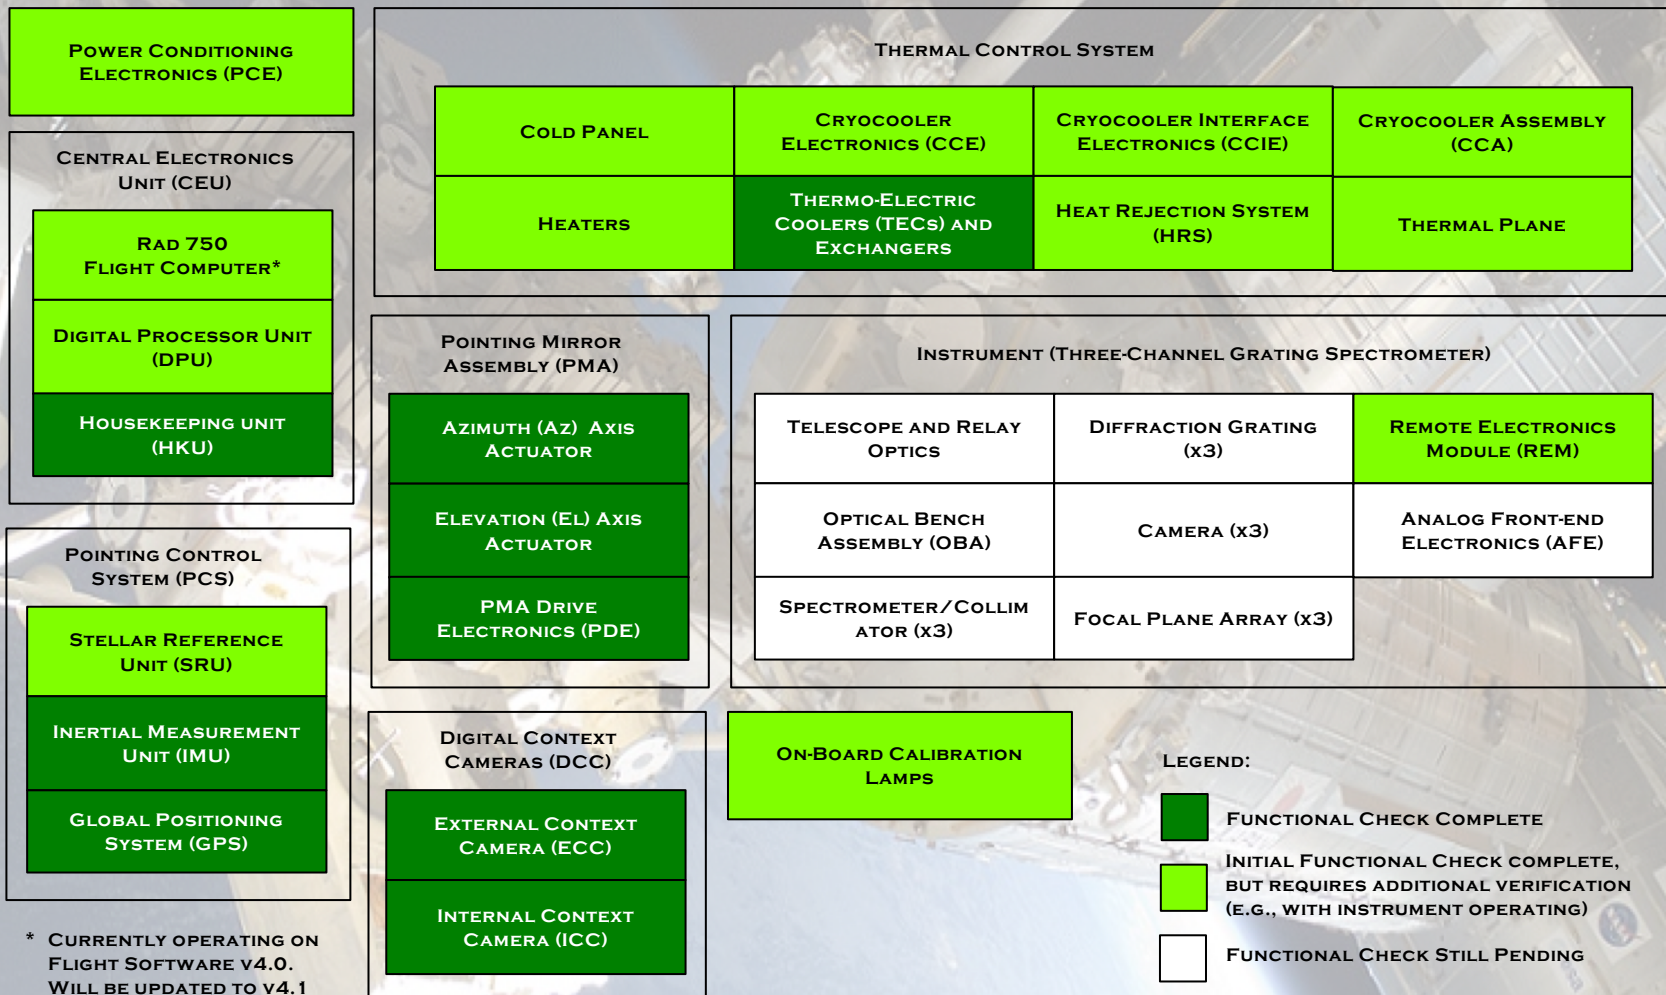 POWER CONDITIONING
ELECTRONICS (PCE)
THERMAL CONTROL SYSTEM
COLD PANEL
CRYOCOOLER
ELECTRONICS (CCE)
CRYOCOOLER INTERFACE
ELECTRONICS (CCIE)
CRYOCOOLER ASSEMBLY
(CCA)
HEATERS
THERMO-ELECTRIC
COOLERS (TECS) AND
EXCHANGERS
HEAT REJECTION SYSTEM
(HRS)
THERMAL PLANE
CENTRAL ELECTRONICS
UNIT (CEU)
RAD 750
FLIGHT COMPUTER*
DIGITAL PROCESSOR UNIT
(DPU)
HOUSEKEEPING UNIT
(HKU)
POINTING MIRROR
ASSEMBLY (PMA)
AZIMUTH (AZ) AXIS
ACTUATOR
ELEVATION (EL) AXIS
ACTUATOR
PMA DRIVE
ELECTRONICS (PDE)
INSTRUMENT (THREE-CHANNEL GRATING SPECTROMETER)
TELESCOPE AND RELAY
OPTICS
DIFFRACTION GRATING
(X3)
REMOTE ELECTRONICS
MODULE (REM)
OPTICAL BENCH
ASSEMBLY (OBA)
CAMERA (X3)
ANALOG FRONT-END
ELECTRONICS (AFE)
SPECTROMETER/COLLIM
ATOR (X3)
FOCAL PLANE ARRAY (X3)
POINTING CONTROL
SYSTEM (PCS)
STELLAR REFERENCE
UNIT (SRU)
INERTIAL MEASUREMENT
UNIT (IMU)
GLOBAL POSITIONING
SYSTEM (GPS)
DIGITAL CONTEXT
CAMERAS (DCC)
EXTERNAL CONTEXT
CAMERA (ECC)
INTERNAL CONTEXT
CAMERA (ICC)
ON-BOARD CALIBRATION
LAMPS
LEGEND:
FUNCTIONAL CHECK COMPLETE
INITIAL FUNCTIONAL CHECK COMPLETE,
BUT REQUIRES ADDITIONAL VERIFICATION
(E.G., WITH INSTRUMENT OPERATING)
FUNCTIONAL CHECK STILL PENDING
* CURRENTLY OPERATING ON
FLIGHT SOFTWARE V4.0.
WILL BE UPDATED TO V4.1